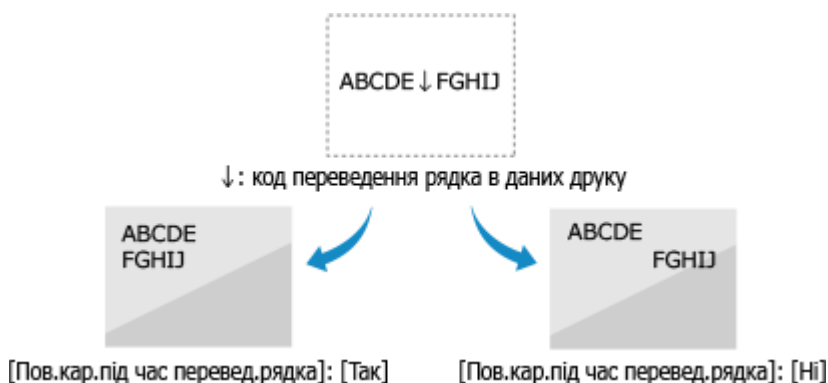 ABCDE↓FGHIJ
↓: код переведення рядка в даних друку
ABCDE
FGHIJ
ABCDE
FGHIJ
[Пов.кар.під час перевед.рядка]: [Так]
[Пов.кар.під час перевед.рядка]: [Ні]